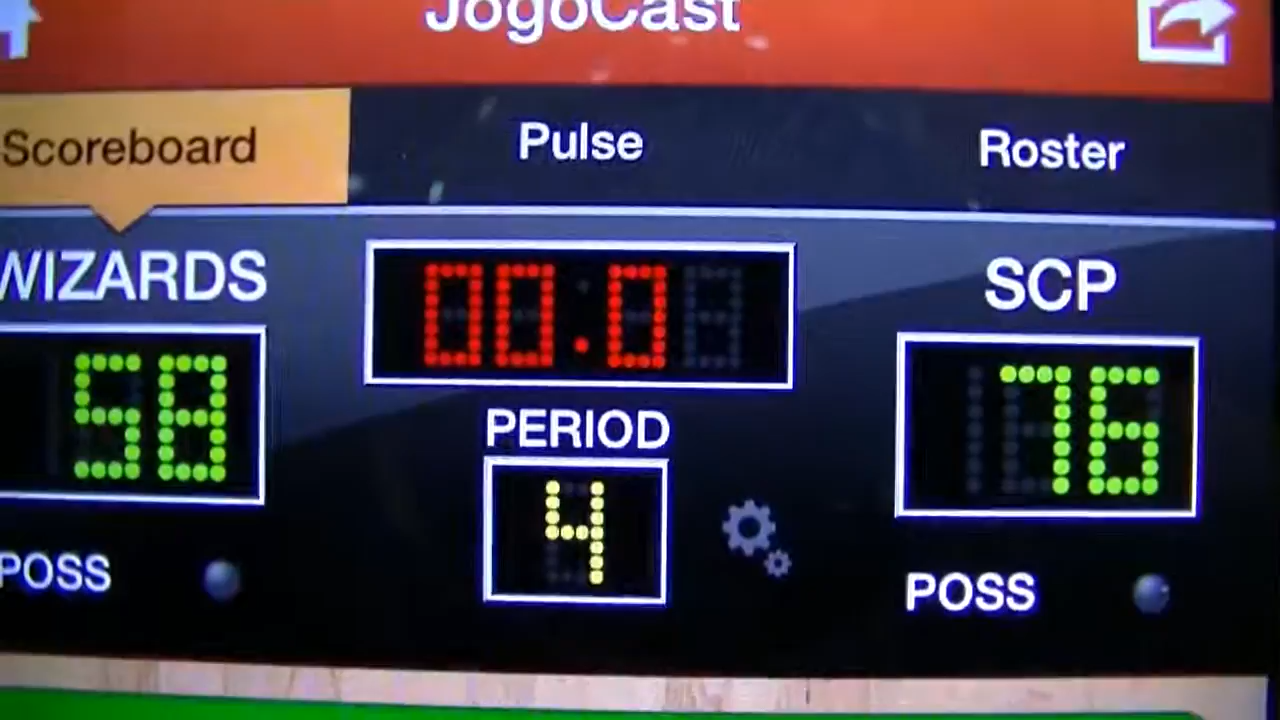 JogoCast
Scoreboard Pulse Roster
WIZARDS 00.0 SCP
58 PERIOD 76
4
POSS POSS